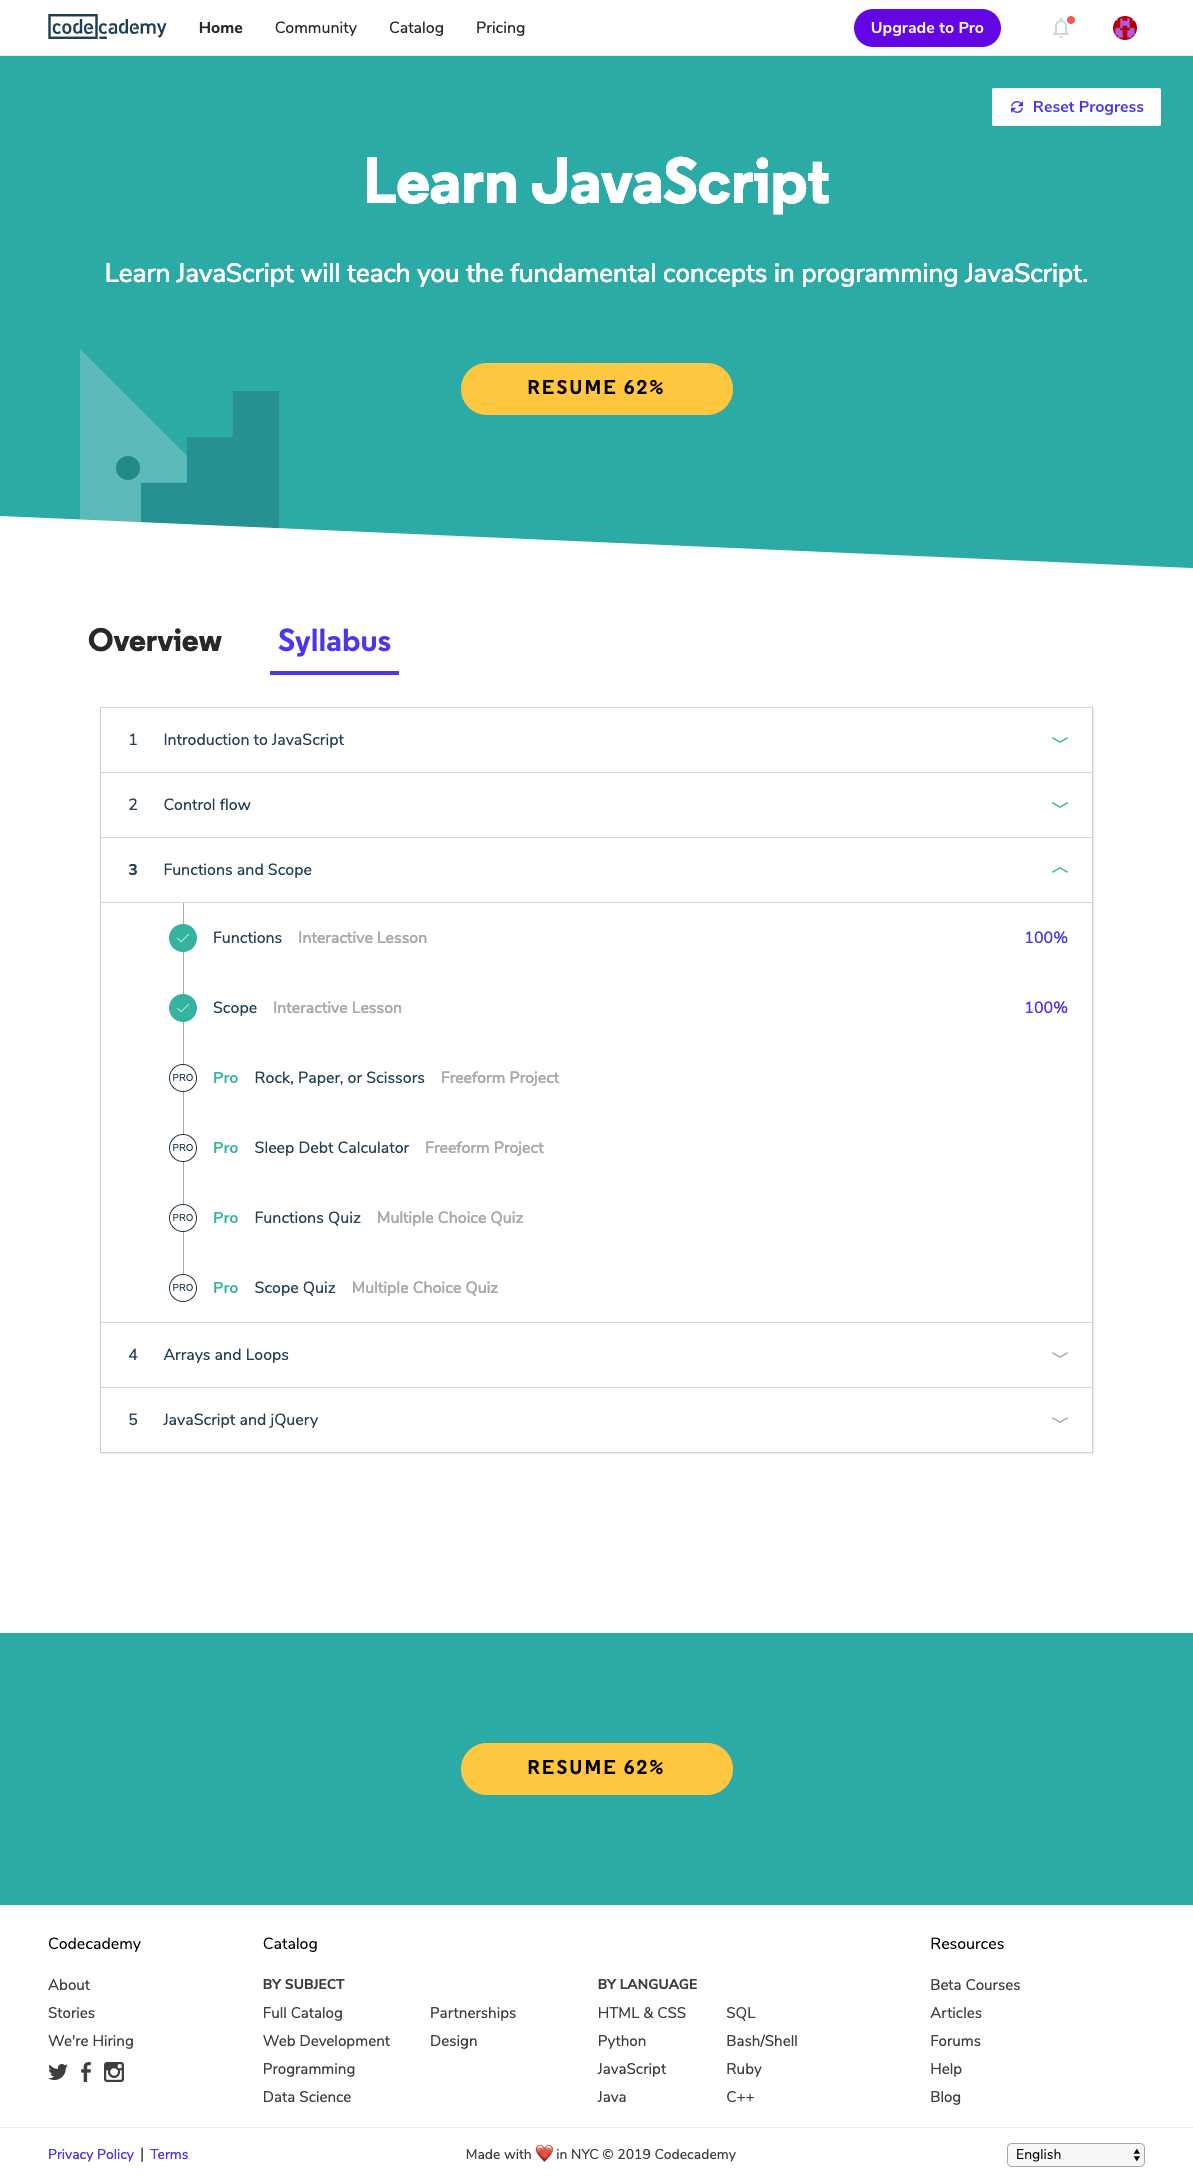 codecademy Home Community Catalog Pricing Upgrade to Pro
Reset Progress
Learn JavaScript
Learn JavaScript will teach you the fundamental concepts in programming JavaScript.
RESUME 62%
Overview Syllabus
1 Introduction to JavaScript
2 Control flow
3 Functions and Scope
Functions Interactive Lesson 100%
Scope Interactive Lesson 100%
PRO Pro Rock, Paper, or Scissors Freeform Project
PRO Pro Sleep Debt Calculator Freeform Project
PRO Pro Functions Quiz Multiple Choice Quiz
PRO Pro Scope Quiz Multiple Choice Quiz
4 Arrays and Loops
5 JavaScript and jQuery
RESUME 62%
Codecademy Catalog Resources
About BY SUBJECT BY LANGUAGE Beta Courses
Stories Full Catalog Partnerships HTML & CSS SQL Articles
We're Hiring Web Development Design Python Bash/Shell Forums
Programming JavaScript Ruby Help
Data Science Java C++ Blog
Privacy Policy | Terms Made with ❤️ in NYC © 2019 Codecademy English